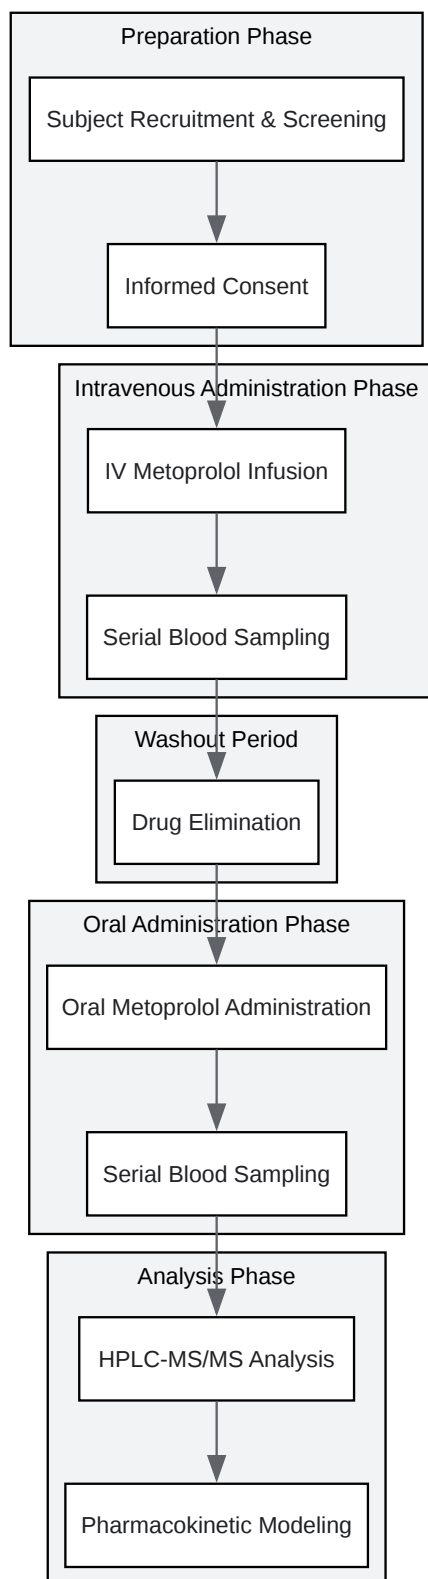 Preparation Phase
Subject Recruitment & Screening
Informed Consent
Intravenous Administration Phase
IV Metoprolol Infusion
Serial Blood Sampling
Washout Period
Drug Elimination
Oral Administration Phase
Oral Metoprolol Administration
Serial Blood Sampling
Analysis Phase
HPLC-MS/MS Analysis
Pharmacokinetic Modeling